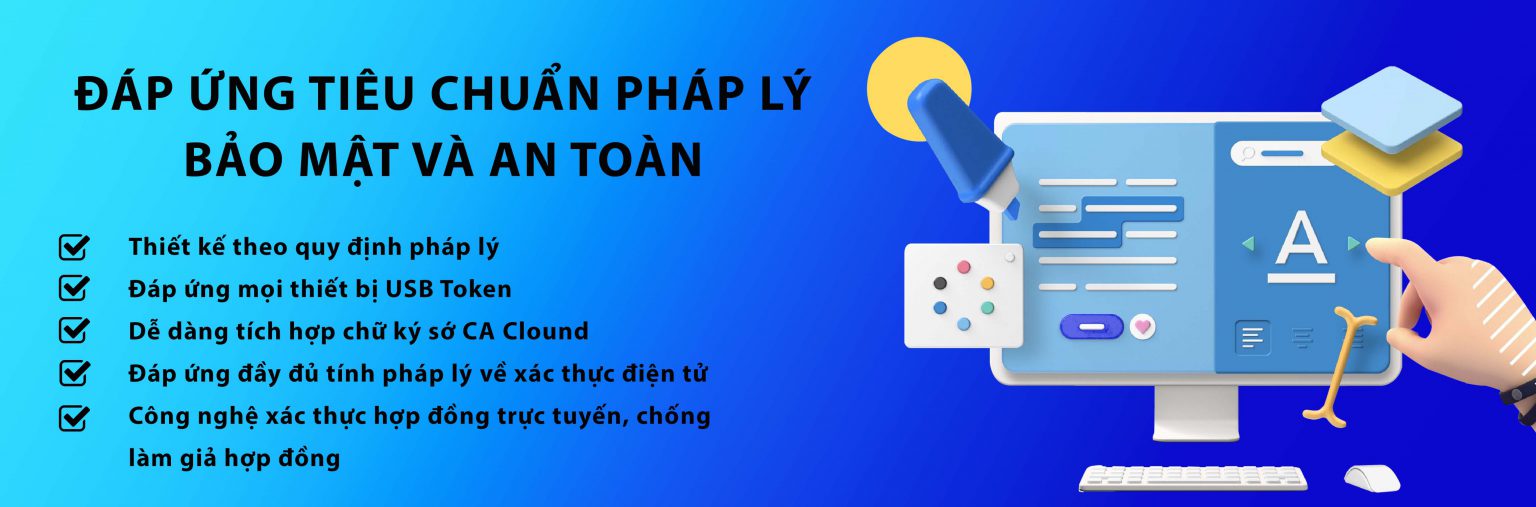 ĐÁP ỨNG TIÊU CHUẨN PHÁP LÝ
BẢO MẬT VÀ AN TOÀN
Thiết kế theo quy định pháp lý
Đáp ứng mọi thiết bị USB Token
Dễ dàng tích hợp chữ ký sớ CA Clound
Đáp ứng đầy đủ tính pháp lý về xác thực điện tử
Công nghệ xác thực hợp đồng trực tuyến, chống
làm giả hợp đồng
A